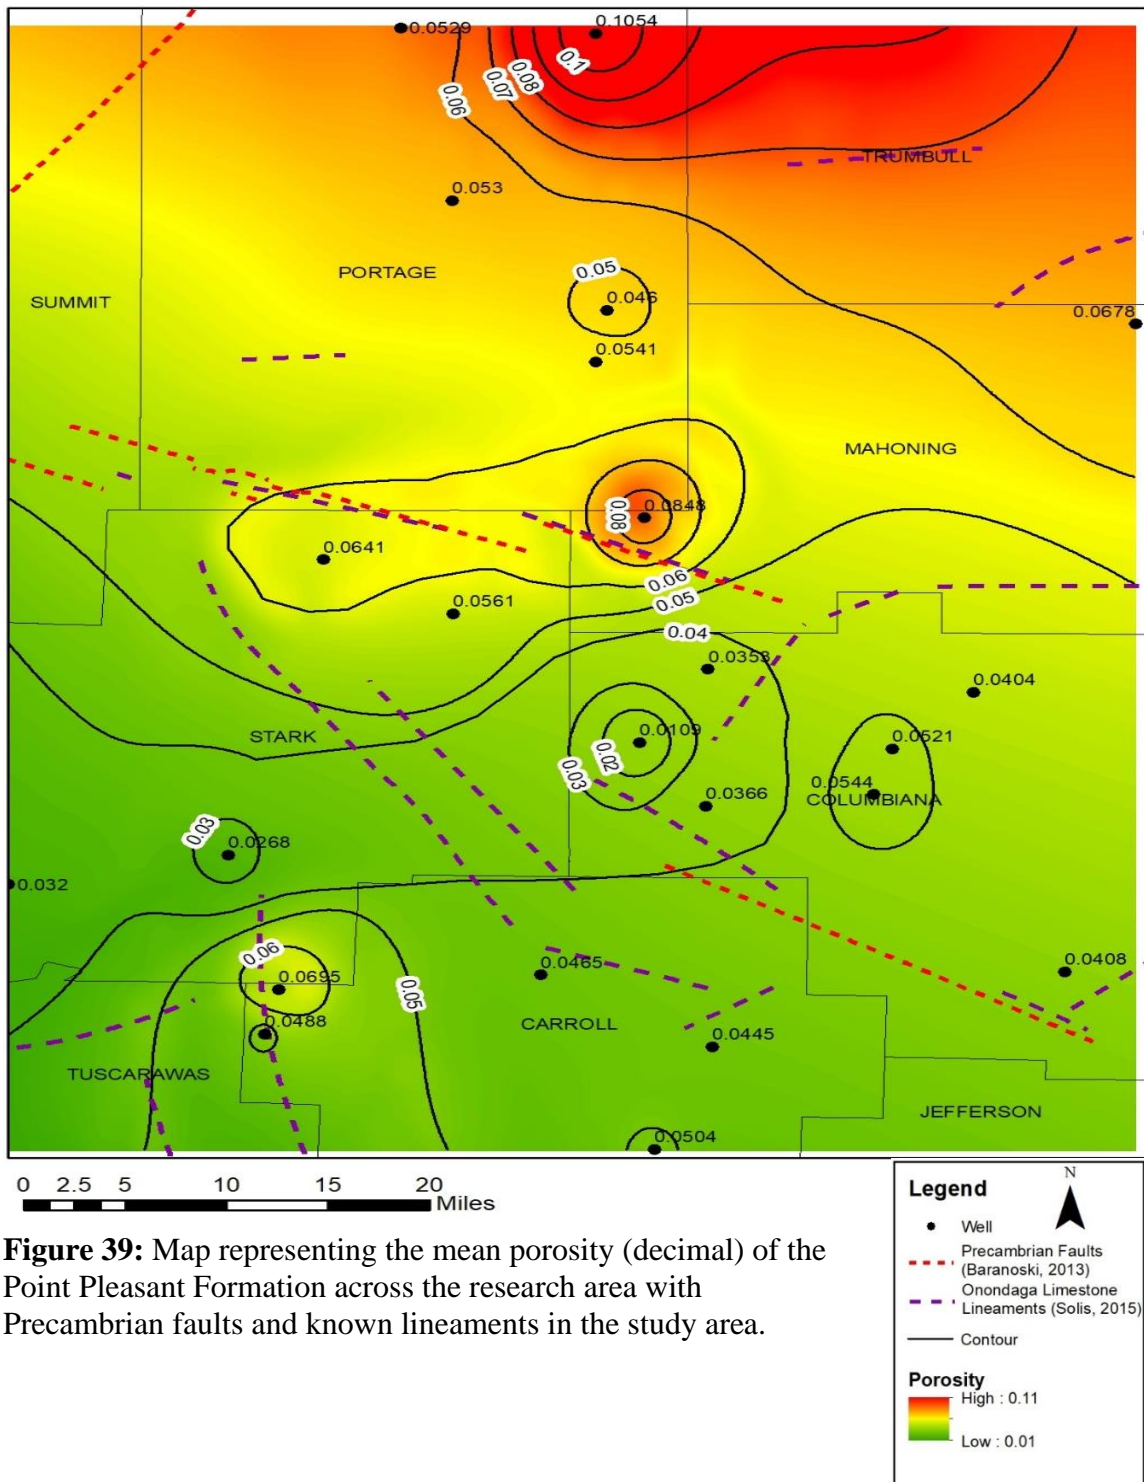 0.0529
0.1054
0.1
0.08
0.07
0.06
TRUMBULL
0.053
PORTAGE
0.05
SUMMIT
0.046
0.0678
0.0541
MAHONING
0.0848
0.08
0.0641
0.06
0.05
0.0561
0.04
0.0353
0.0404
STARK
0.0109
0.02
0.03
0.0521
0.0544
COLUMBIANA
0.0366
0.03
0.0268
0.032
0.06
0.0695
0.05
0.0465
0.0408
0.0488
CARROLL
0.0445
TUSCARAWAS
JEFFERSON
0.0504
0 2.5 5 10 15 20
Miles
Figure 39: Map representing the mean porosity (decimal) of the
Point Pleasant Formation across the research area with
Precambrian faults and known lineaments in the study area.
N
Legend
Well
Precambrian Faults
(Baranoski, 2013)
Onondaga Limestone
Lineaments (Solis, 2015)
Contour
Porosity
High : 0.11
Low : 0.01